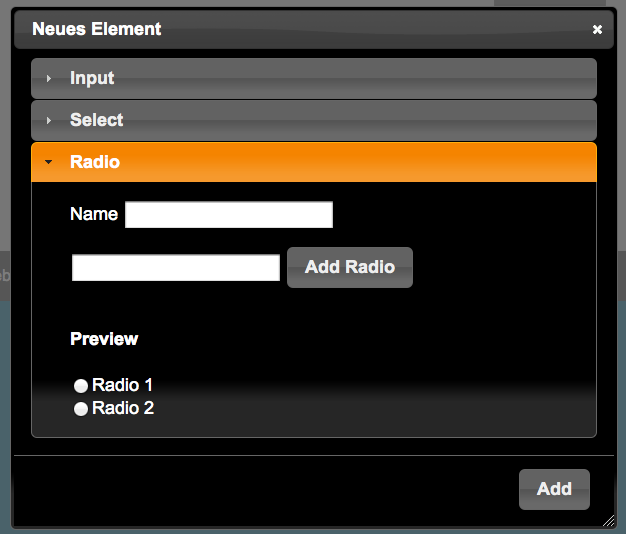 Neues Element
Input
Select
Radio
Name
Add Radio
Preview
Radio 1
Radio 2
Add